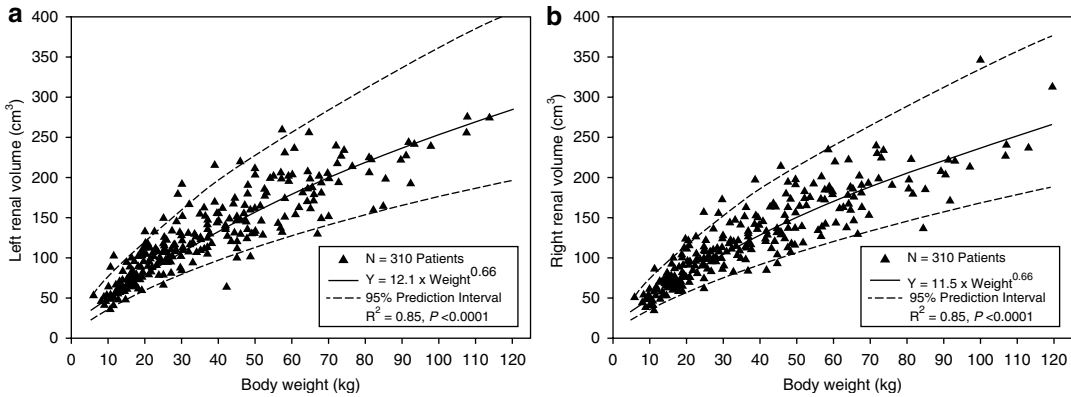 a
400
350
300
250
200
150
100
50
0
Left renal volume (cm³)
0 10 20 30 40 50 60 70 80 90 100 110 120
Body weight (kg)
N = 310 Patients
Y = 12.1 x Weight^0.66
95% Prediction Interval
R² = 0.85, P <0.0001
b
400
350
300
250
200
150
100
50
0
Right renal volume (cm³)
0 10 20 30 40 50 60 70 80 90 100 110 120
Body weight (kg)
N = 310 Patients
Y = 11.5 x Weight^0.66
95% Prediction Interval
R² = 0.85, P <0.0001